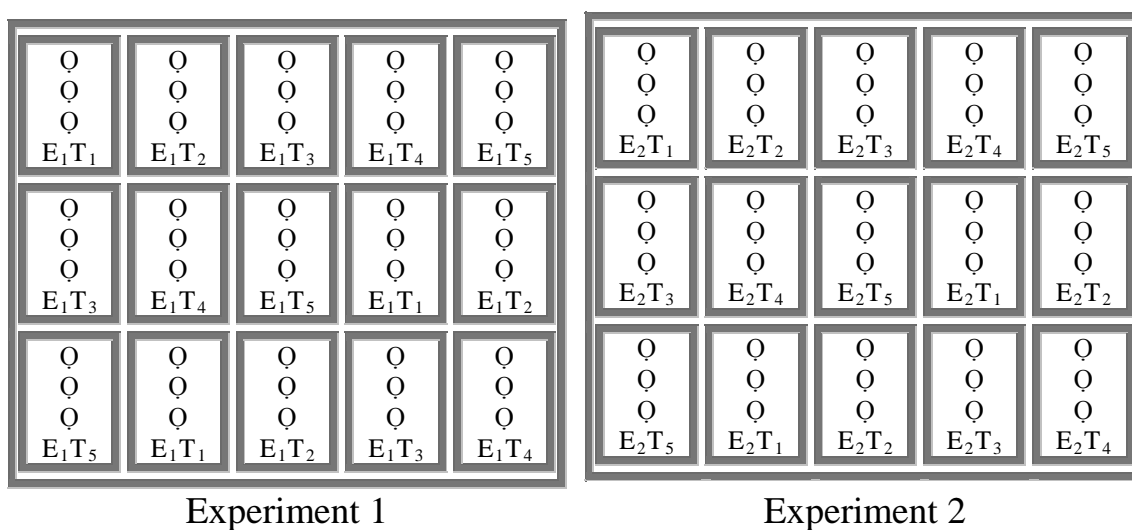 Ọ Ọ Ọ Ọ Ọ
Ọ Ọ Ọ Ọ Ọ
Ọ Ọ Ọ Ọ Ọ
E₁T₁ E₁T₂ E₁T₃ E₁T₄ E₁T₅
Ọ Ọ Ọ Ọ Ọ
Ọ Ọ Ọ Ọ Ọ
Ọ Ọ Ọ Ọ Ọ
E₁T₃ E₁T₄ E₁T₅ E₁T₁ E₁T₂
Ọ Ọ Ọ Ọ Ọ
Ọ Ọ Ọ Ọ Ọ
Ọ Ọ Ọ Ọ Ọ
E₁T₅ E₁T₁ E₁T₂ E₁T₃ E₁T₄
Experiment 1
Ọ Ọ Ọ Ọ Ọ
Ọ Ọ Ọ Ọ Ọ
Ọ Ọ Ọ Ọ Ọ
E₂T₁ E₂T₂ E₂T₃ E₂T₄ E₂T₅
Ọ Ọ Ọ Ọ Ọ
Ọ Ọ Ọ Ọ Ọ
Ọ Ọ Ọ Ọ Ọ
E₂T₃ E₂T₄ E₂T₅ E₂T₁ E₂T₂
Ọ Ọ Ọ Ọ Ọ
Ọ Ọ Ọ Ọ Ọ
Ọ Ọ Ọ Ọ Ọ
E₂T₅ E₂T₁ E₂T₂ E₂T₃ E₂T₄
Experiment 2